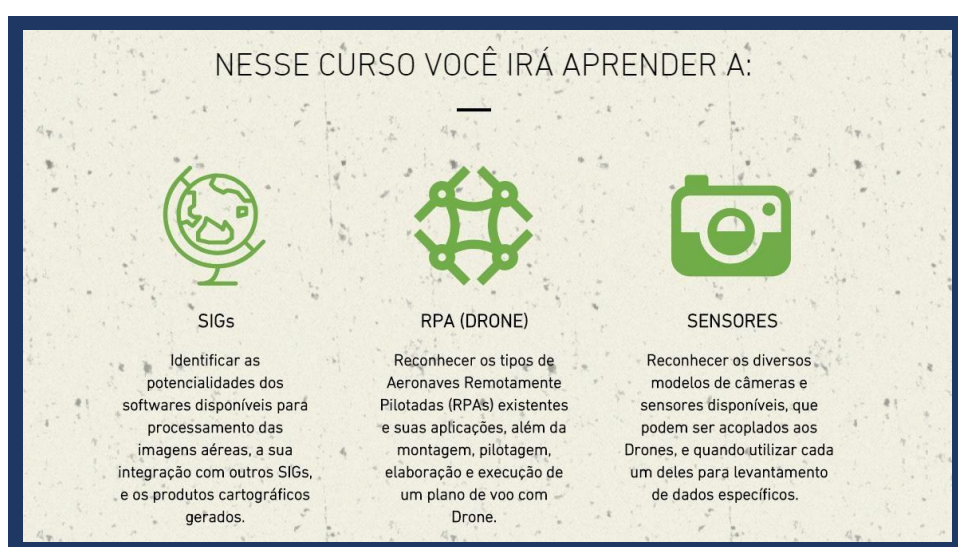 NESSE CURSO VOCÊ IRÁ APRENDER A:
SIGs
Identificar as
potencialidades dos
softwares disponíveis para
processamento das
imagens aéreas, a sua
integração com outros SIGs,
e os produtos cartográficos
gerados.
RPA (DRONE)
Reconhecer os tipos de
Aeronaves Remotamente
Pilotadas (RPAs) existentes
e suas aplicações, além da
montagem, pilotagem,
elaboração e execução de
um plano de voo com
Drone.
SENSORES
Reconhecer os diversos
modelos de câmeras e
sensores disponíveis, que
podem ser acoplados aos
Drones, e quando utilizar cada
um deles para levantamento
de dados específicos.